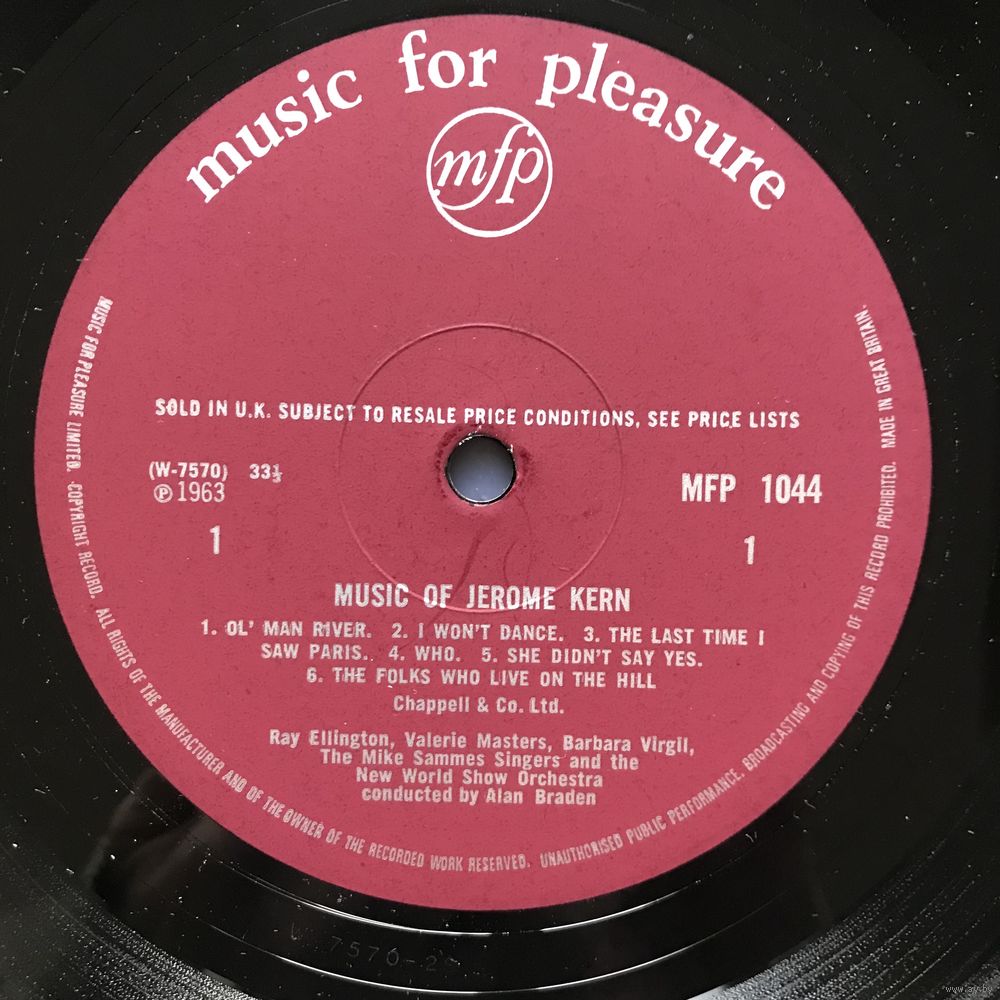 music for pleasure
mfp
SOLD IN U.K. SUBJECT TO RESALE PRICE CONDITIONS, SEE PRICE LISTS
(W-7570) 33⅓
Ⓟ 1963
MFP 1044
1
1
MUSIC OF JEROME KERN
1. OL' MAN RIVER. 2. I WON'T DANCE. 3. THE LAST TIME I
SAW PARIS. 4. WHO. 5. SHE DIDN'T SAY YES.
6. THE FOLKS WHO LIVE ON THE HILL
Chappell & Co. Ltd.
Ray Ellington, Valerie Masters, Barbara Virgil,
The Mike Sammes Singers and the
New World Show Orchestra
conducted by Alan Braden
MUSIC FOR PLEASURE LIMITED. COPYRIGHT RECORD. ALL RIGHTS OF THE MANUFACTURER AND OF THE OWNER OF THE RECORDED WORK RESERVED. UNAUTHORISED PUBLIC PERFORMANCE, BROADCASTING AND COPYING OF THIS RECORD PROHIBITED. MADE IN GREAT BRITAIN.
7570-2
www.ay.by